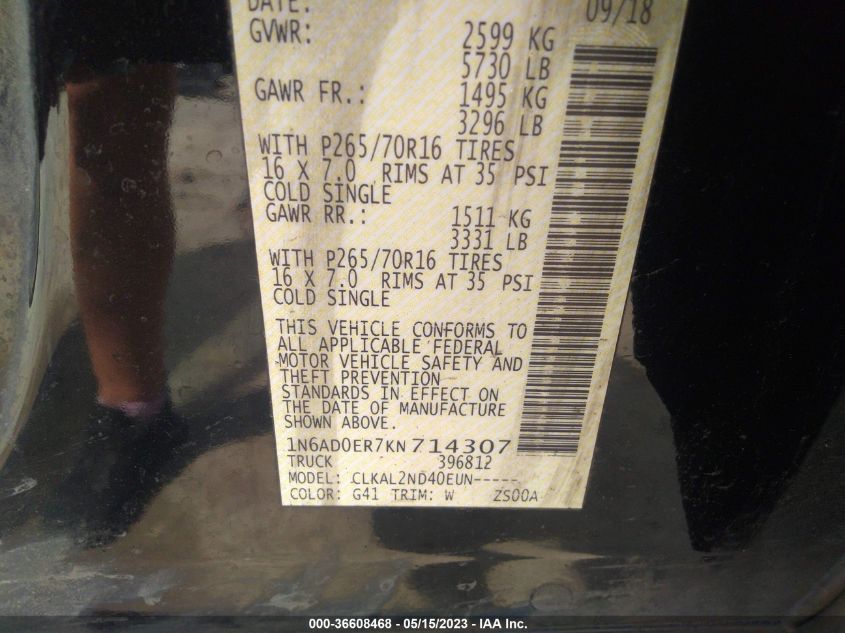 DATE: 09/18
GVWR: 2599 KG
5730 LB
GAWR FR.: 1495 KG
3296 LB
WITH P265/70R16 TIRES
16 X 7.0 RIMS AT 35 PSI
COLD SINGLE
GAWR RR.: 1511 KG
3331 LB
WITH P265/70R16 TIRES
16 X 7.0 RIMS AT 35 PSI
COLD SINGLE
THIS VEHICLE CONFORMS TO
ALL APPLICABLE FEDERAL
MOTOR VEHICLE SAFETY AND
THEFT PREVENTION
STANDARDS IN EFFECT ON
THE DATE OF MANUFACTURE
SHOWN ABOVE.
1N6AD0ER7KN714307
TRUCK 396812
MODEL: CLKAL2ND40EUN-----
COLOR: G41 TRIM: W ZS00A
000-36608468 - 05/15/2023 - IAA Inc.